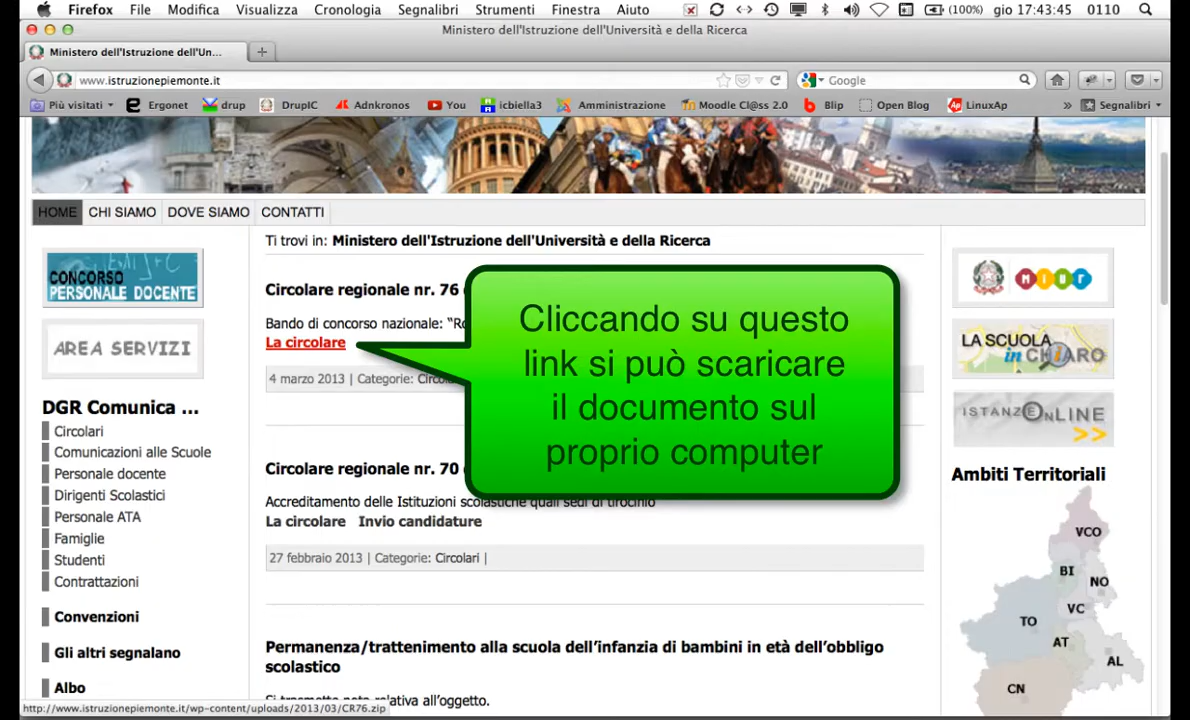 Firefox File Modifica Visualizza Cronologia Segnalibri Strumenti Finestra Aiuto (100%) gio 17:43:45 0110
Ministero dell'Istruzione dell'Università e della Ricerca
Ministero dell'Istruzione dell'Un...
www.istruzionepiemonte.it Google
Più visitati Ergonet drup DrupIC Adnkronos You icbiella3 Amministrazione Moodle Cl@ss 2.0 Blip Open Blog LinuxAp » Segnalibri
HOME CHI SIAMO DOVE SIAMO CONTATTI
Ti trovi in: Ministero dell'Istruzione dell'Università e della Ricerca
CONCORSO
PERSONALE DOCENTE
AREA SERVIZI
DGR Comunica ...
Circolari
Comunicazioni alle Scuole
Personale docente
Dirigenti Scolastici
Personale ATA
Famiglie
Studenti
Contrattazioni
Convenzioni
Gli altri segnalano
Albo
Circolare regionale nr. 76
Bando di concorso nazionale:
La circolare
4 marzo 2013 | Categorie:
Cliccando su questo
link si può scaricare
il documento sul
proprio computer
Circolare regionale nr. 70
Accreditamento delle Istituzioni scolastiche quali sedi di tirocinio
La circolare Invio candidature
27 febbraio 2013 | Categorie: Circolari |
Permanenza/trattenimento alla scuola dell'infanzia di bambini in età dell'obbligo
scolastico
Si trasmette nota relativa all'oggetto.
MIUR
LA SCUOLA
in CHIARO
ISTANZE ONLINE
>>
Ambiti Territoriali
VCO
BI
NO
VC
TO
AT
AL
CN
http://www.istruzionepiemonte.it/wp-content/uploads/2013/03/CR76.zip